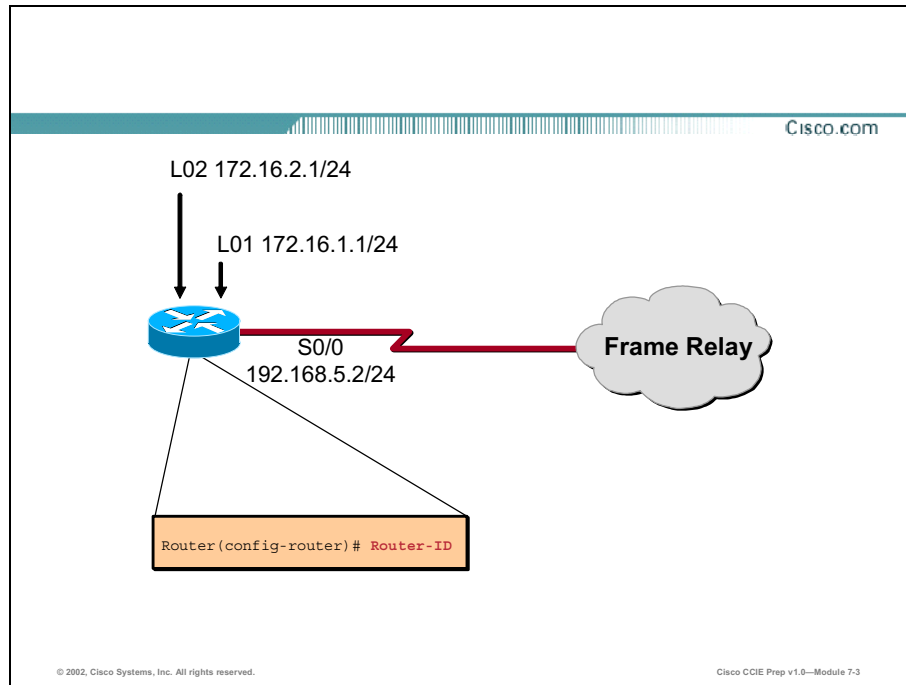 Cisco.com
L02 172.16.2.1/24
L01 172.16.1.1/24
S0/0
192.168.5.2/24
Frame Relay
Router(config-router)# Router-ID
© 2002, Cisco Systems, Inc. All rights reserved.
Cisco CCIE Prep v1.0—Module 7-3